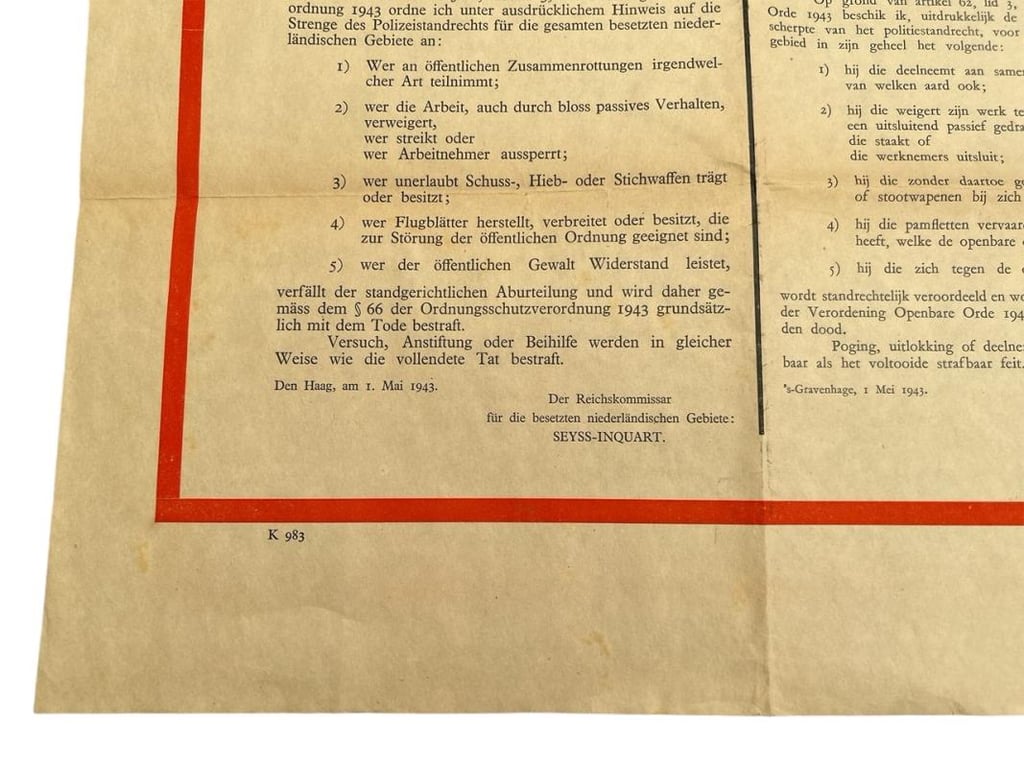 ordnung 1943 ordne ich unter ausdrücklichem Hinweis auf die
Strenge des Polizeistandrechts für die gesamten besetzten nieder-
ländischen Gebiete an:
1) Wer an öffentlichen Zusammenrottungen irgendwel-
cher Art teilnimmt;
2) wer die Arbeit, auch durch bloss passives Verhalten,
verweigert,
wer streikt oder
wer Arbeitnehmer aussperrt;
3) wer unerlaubt Schuss-, Hieb- oder Stichwaffen trägt
oder besitzt;
4) wer Flugblätter herstellt, verbreitet oder besitzt, die
zur Störung der öffentlichen Ordnung geeignet sind;
5) wer der öffentlichen Gewalt Widerstand leistet,
verfällt der standgerichtlichen Aburteilung und wird daher ge-
mäss dem § 66 der Ordnungsschutzverordnung 1943 grundsätz-
lich mit dem Tode bestraft.
Versuch, Anstiftung oder Beihilfe werden in gleicher
Weise wie die vollendete Tat bestraft.
Den Haag, am 1. Mai 1943.
Der Reichskommissar
für die besetzten niederländischen Gebiete:
SEYSS-INQUART.
K 983
Op grond van artikel 62, lid 3,
Orde 1943 beschik ik, uitdrukkelijk de
scherpte van het politiestandrecht, voor
gebied in zijn geheel het volgende:
1) hij die deelneemt aan
van welken aard ook;
2) hij die weigert zijn werk
een uitsluitend passief
die staakt of
die werknemers uitsluit;
3) hij die zonder daartoe
of stootwapenen bij zich
4) hij die pamfletten
heeft, welke de openbare
5) hij die zich tegen de
wordt standrechtelijk veroordeeld en
der Verordening Openbare Orde
den dood.
Poging, uitlokking of
baar als het voltooide strafbaar feit.
's-Gravenhage, 1 Mei 1943.